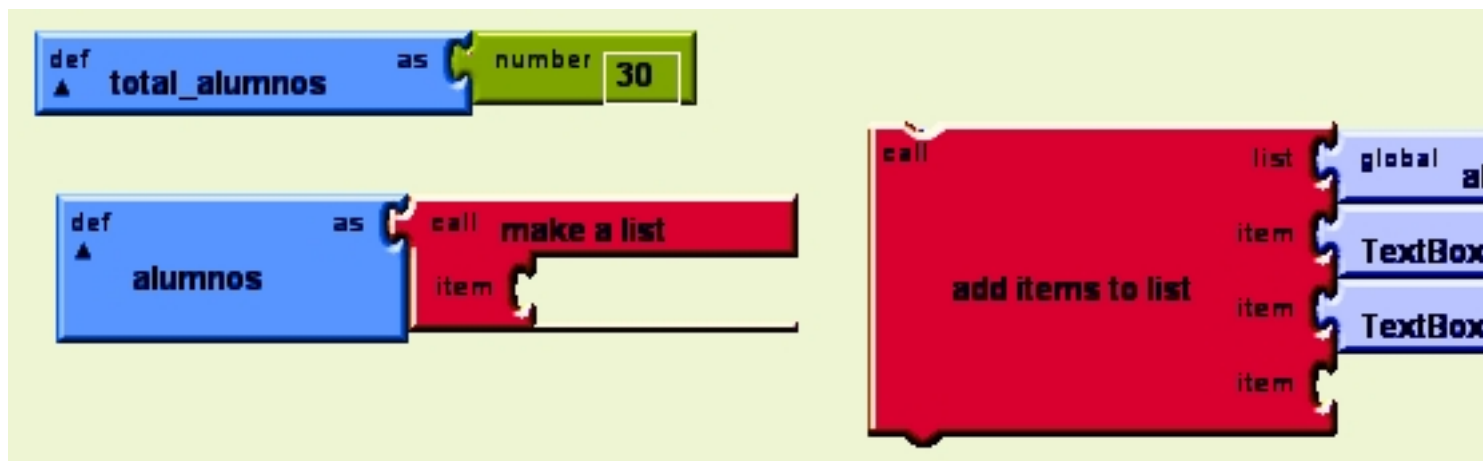 def as number 30
total_alumnos
def as call make a list
alumnos
item
call list global
item TextBox
add items to list
item TextBox
item